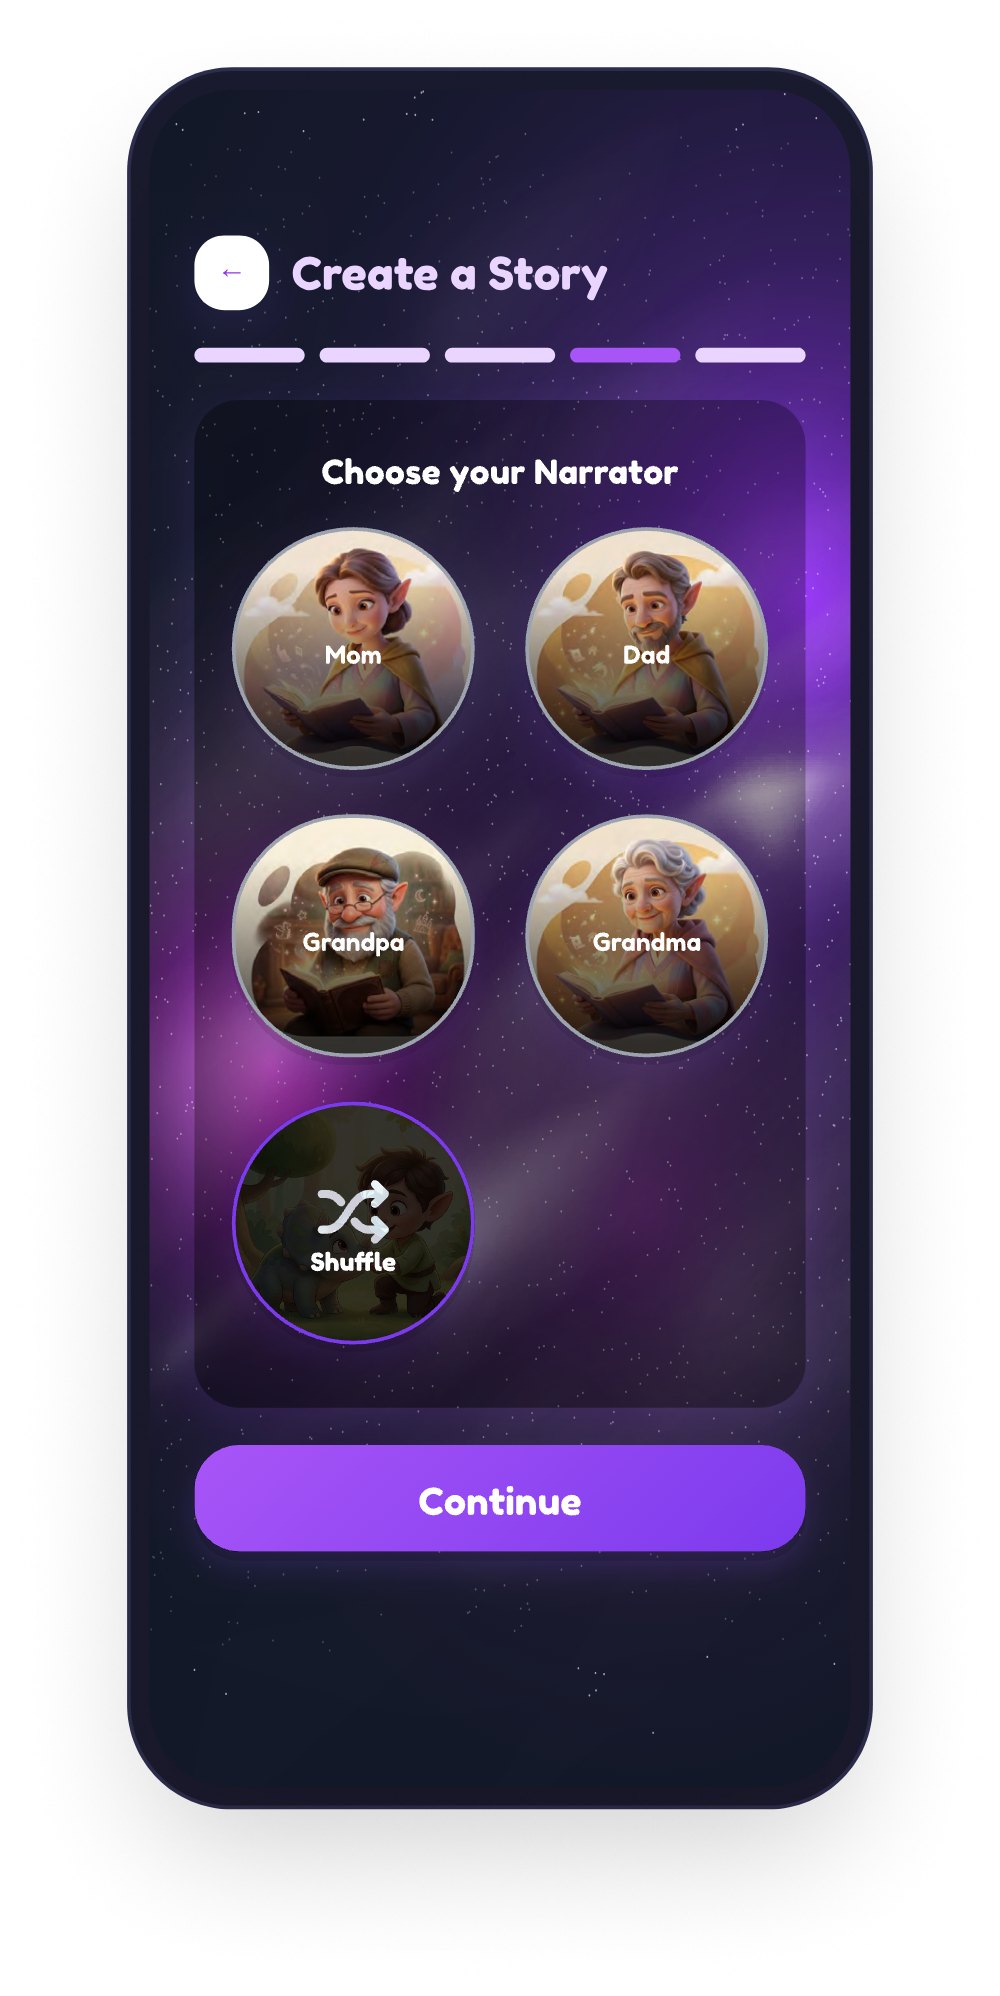 ← Create a Story
Choose your Narrator
Mom
Dad
Grandpa
Grandma
Shuffle
Continue